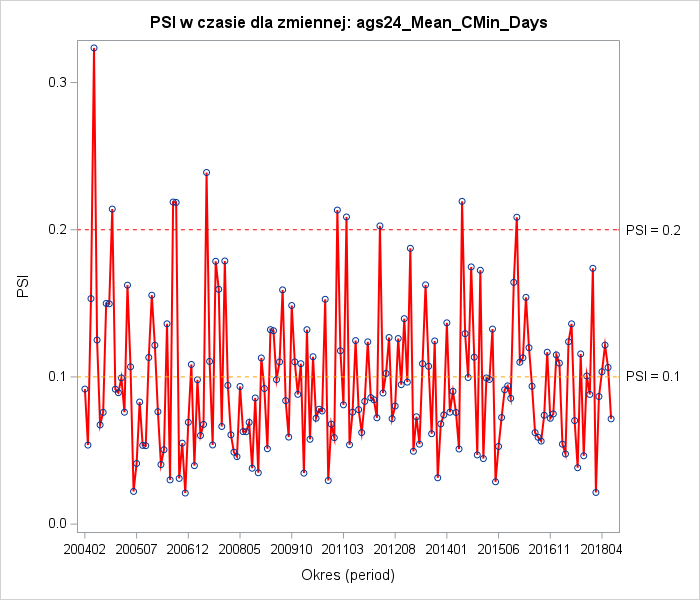 PSI w czasie dla zmiennej: ags24_Mean_CMin_Days
PSI
0.3
0.2
0.1
0.0
PSI = 0.2
PSI = 0.1
200402 200507 200612 200805 200910 201103 201208 201401 201506 201611 201804
Okres (period)